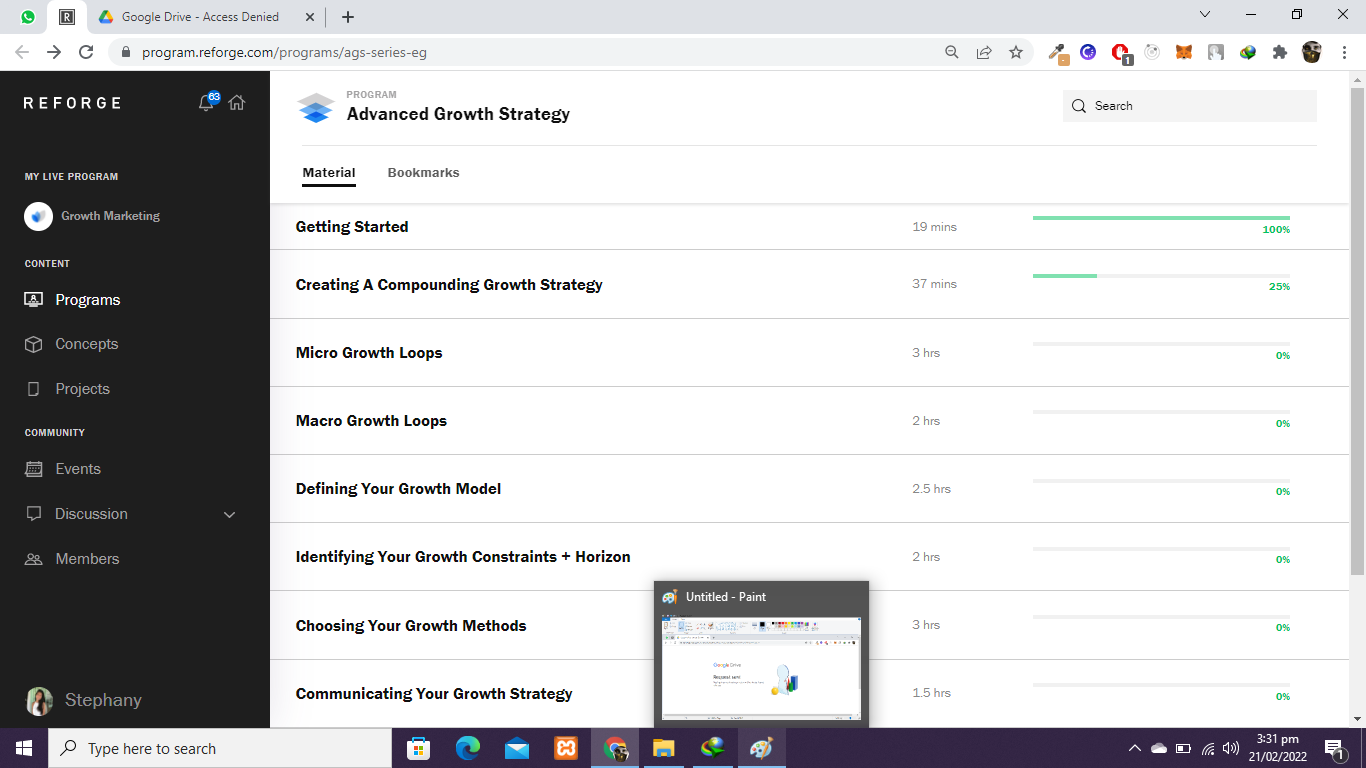 Google Drive - Access Denied
program.reforge.com/programs/ags-series-eg
1
REFORGE
63
PROGRAM
Advanced Growth Strategy
Search
Material
Bookmarks
MY LIVE PROGRAM
Growth Marketing
CONTENT
Programs
Concepts
Projects
COMMUNITY
Events
Discussion
Members
Stephany
Getting Started 19 mins 100%
Creating A Compounding Growth Strategy 37 mins 25%
Micro Growth Loops 3 hrs 0%
Macro Growth Loops 2 hrs 0%
Defining Your Growth Model 2.5 hrs 0%
Identifying Your Growth Constraints + Horizon 2 hrs 0%
Choosing Your Growth Methods 3 hrs 0%
Communicating Your Growth Strategy 1.5 hrs 0%
Untitled - Paint
Google Drive
Request sent
Type here to search
3:31 pm
21/02/2022
1